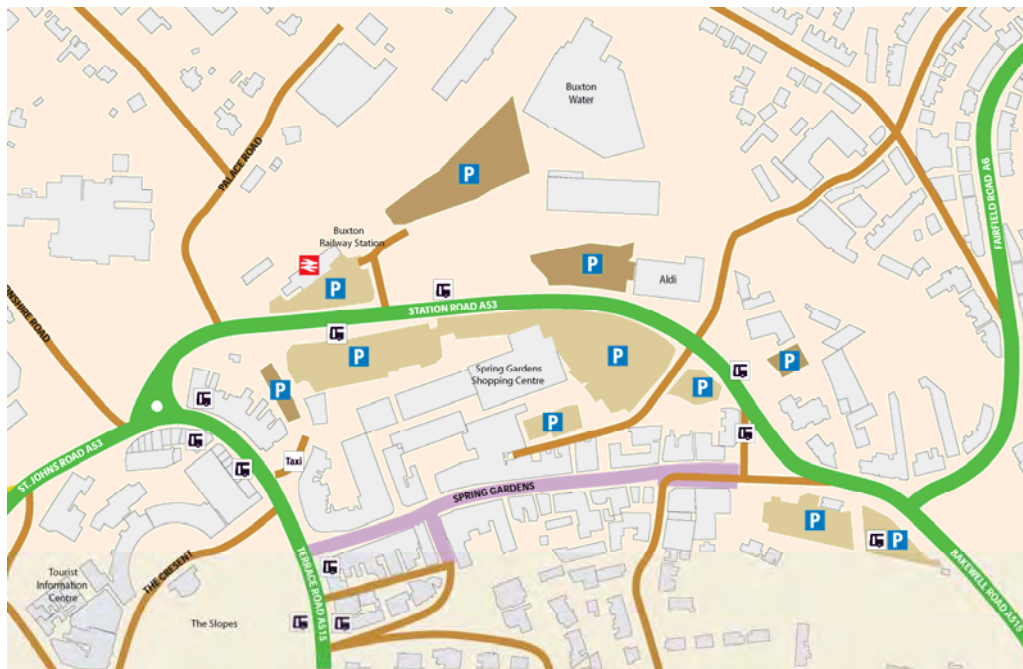 Buxton
Water
PALACE ROAD
FAIRFIELD ROAD A6
P
Buxton
Railway Station
P
Aldi
P
STATION ROAD A53
P
P
Spring Gardens
Shopping Centre
P
P
P
P
ST. JOHNS ROAD A53
Taxi
SPRING GARDENS
P
P
THE CRESENT
TERRACE ROAD A515
BAKEWELL ROAD A515
Tourist
Information
Centre
The Slopes